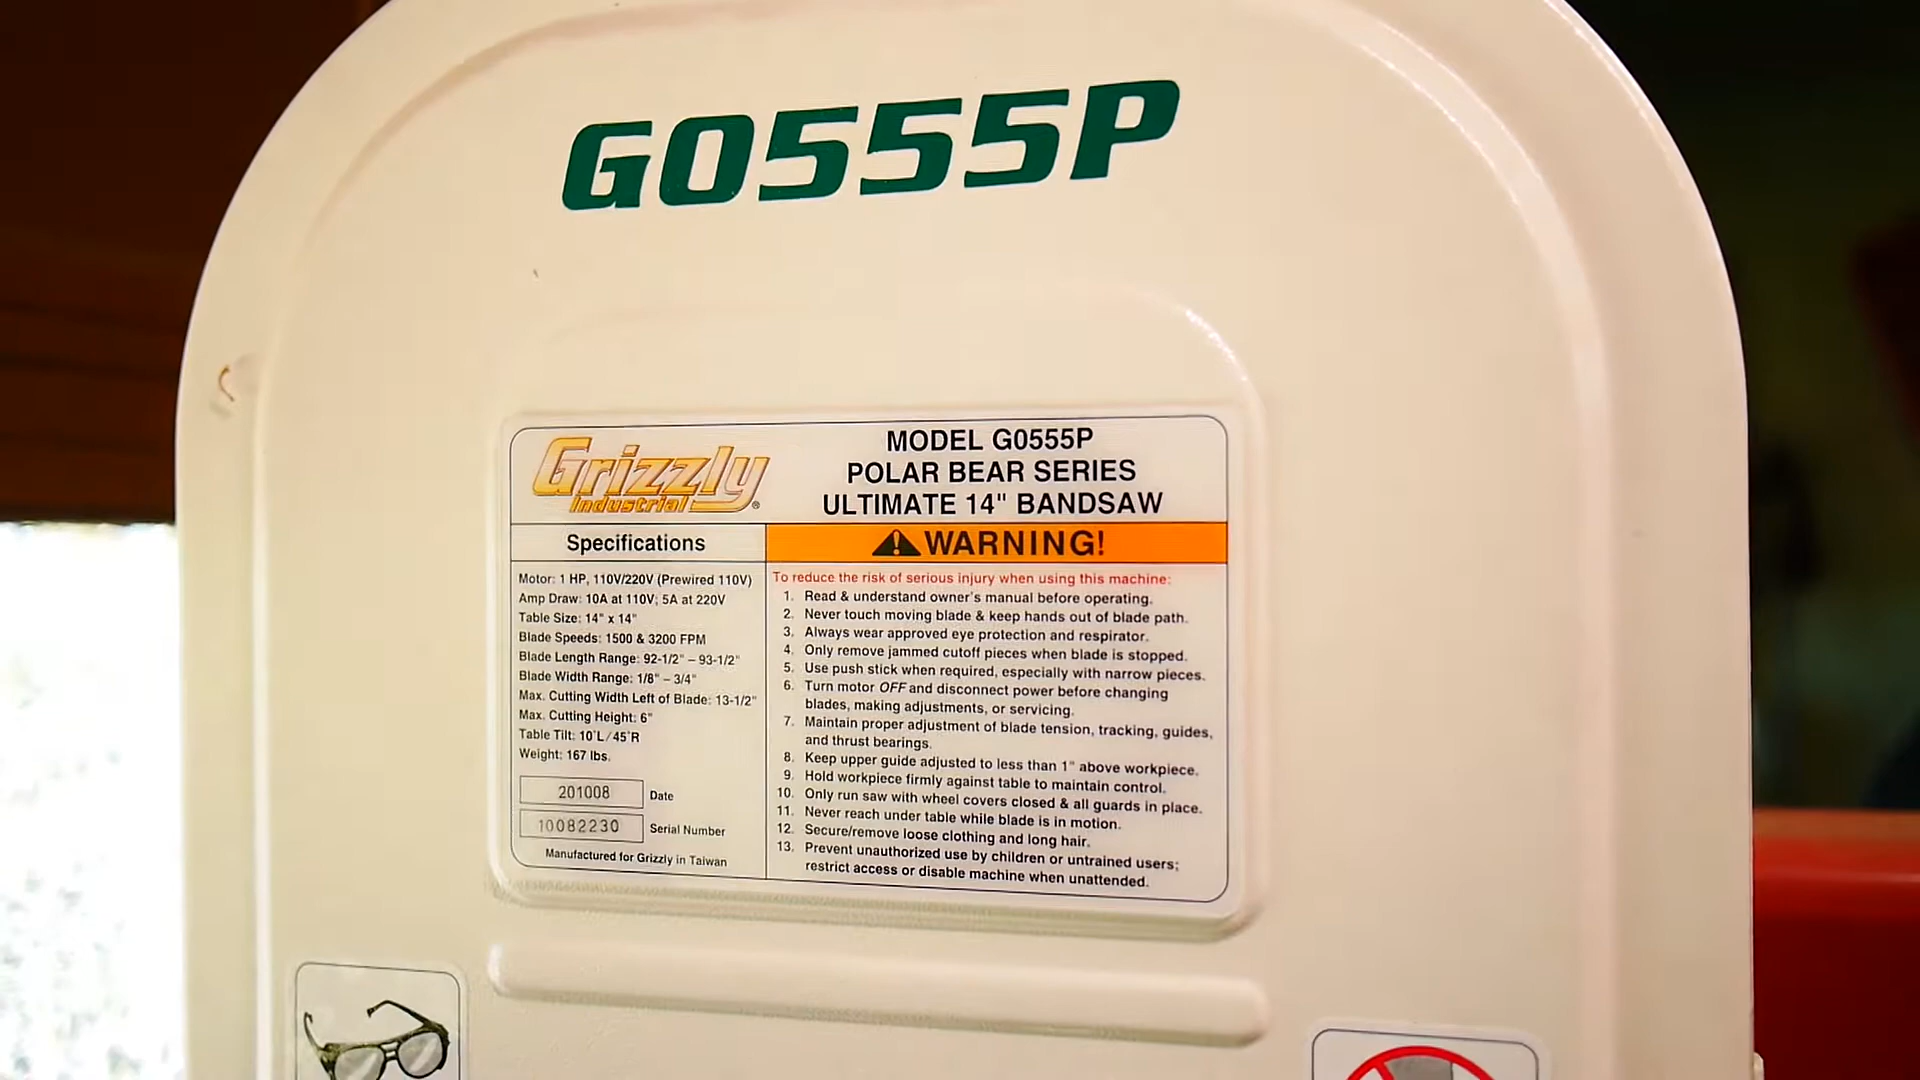 G0555P
Grizzly
Industrial®
MODEL G0555P
POLAR BEAR SERIES
ULTIMATE 14" BANDSAW
Specifications
Motor: 1 HP, 110V/220V (Prewired 110V)
Amp Draw: 10A at 110V; 5A at 220V
Table Size: 14" x 14"
Blade Speeds: 1500 & 3200 FPM
Blade Length Range: 92-1/2" – 93-1/2"
Blade Width Range: 1/8" – 3/4"
Max. Cutting Width Left of Blade: 13-1/2"
Max. Cutting Height: 6"
Table Tilt: 10°L/45°R
Weight: 167 lbs.
201008 Date
10082230 Serial Number
Manufactured for Grizzly in Taiwan
WARNING!
To reduce the risk of serious injury when using this machine:
1. Read & understand owner's manual before operating.
2. Never touch moving blade & keep hands out of blade path.
3. Always wear approved eye protection and respirator.
4. Only remove jammed cutoff pieces when blade is stopped.
5. Use push stick when required, especially with narrow pieces.
6. Turn motor OFF and disconnect power before changing
blades, making adjustments, or servicing.
7. Maintain proper adjustment of blade tension, tracking, guides,
and thrust bearings.
8. Keep upper guide adjusted to less than 1" above workpiece.
9. Hold workpiece firmly against table to maintain control.
10. Only run saw with wheel covers closed & all guards in place.
11. Never reach under table while blade is in motion.
12. Secure/remove loose clothing and long hair.
13. Prevent unauthorized use by children or untrained users;
restrict access or disable machine when unattended.